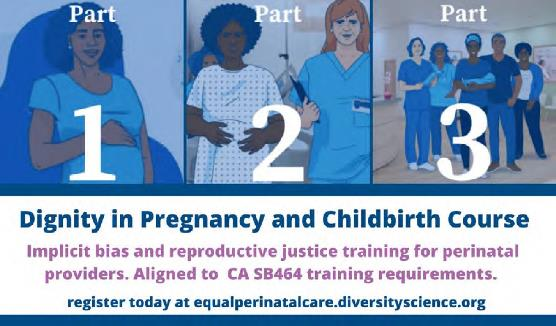 Part Part Part
1 2 3
Dignity in Pregnancy and Childbirth Course
Implicit bias and reproductive justice training for perinatal
providers. Aligned to CA SB464 training requirements.
register today at equalperinatalcare.diversityscience.org